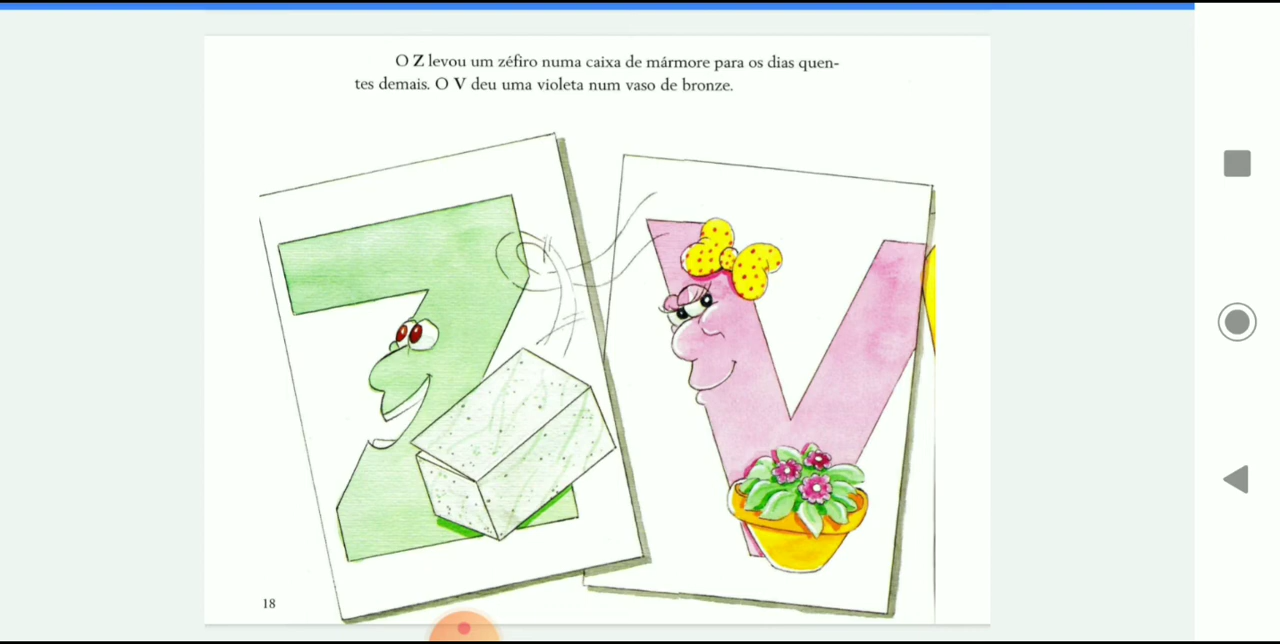 O Z levou um zéfiro numa caixa de mármore para os dias quen-
tes demais. O V deu uma violeta num vaso de bronze.
Z
V
18